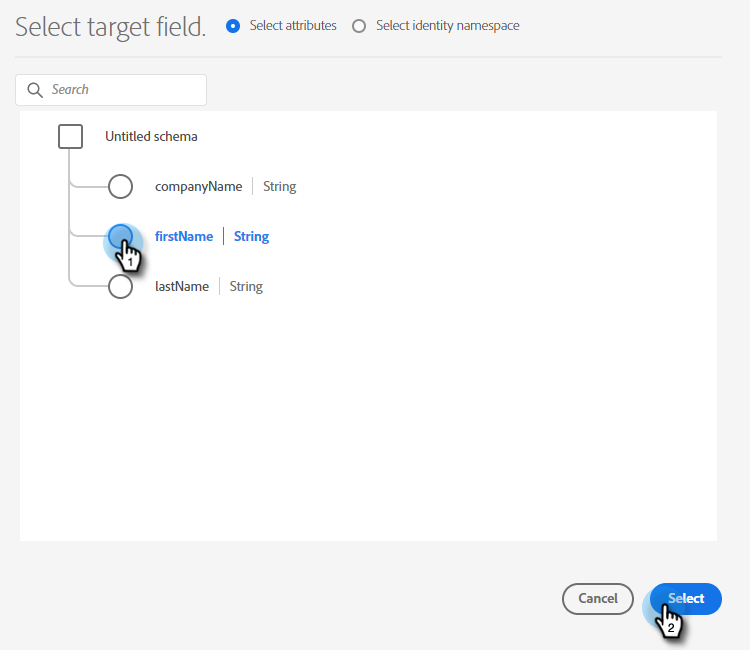 Select target field. Select attributes Select identity namespace
Search
Untitled schema
companyName String
firstName String
1
lastName String
Cancel Select
2